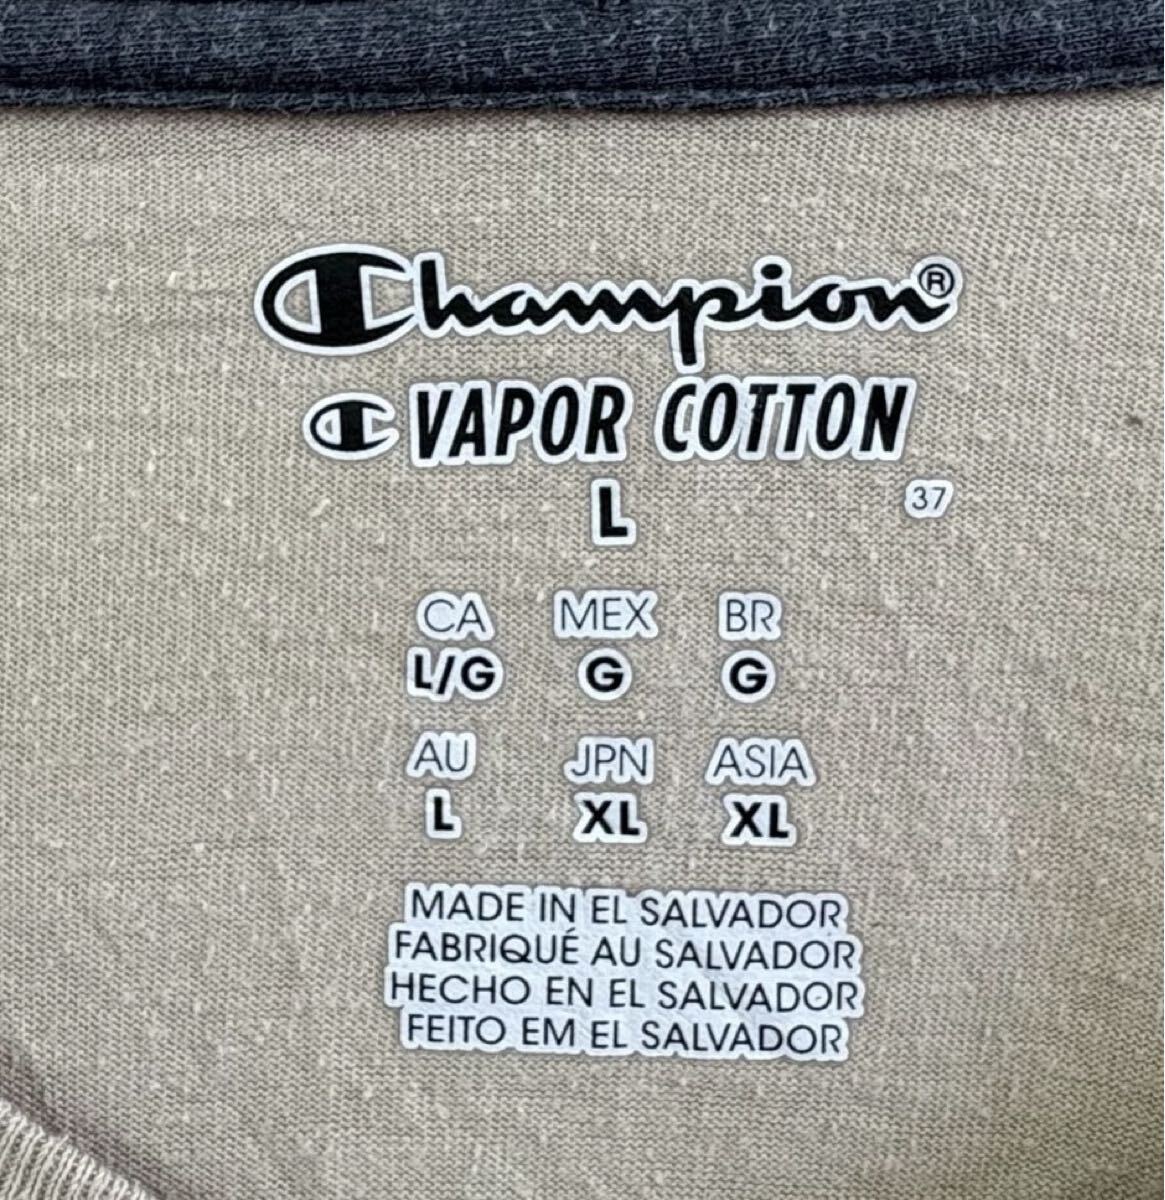 Champion®
C VAPOR COTTON
L 37
CA MEX BR
L/G G G
AU JPN ASIA
L XL XL
MADE IN EL SALVADOR
FABRIQUÉ AU SALVADOR
HECHO EN EL SALVADOR
FEITO EM EL SALVADOR